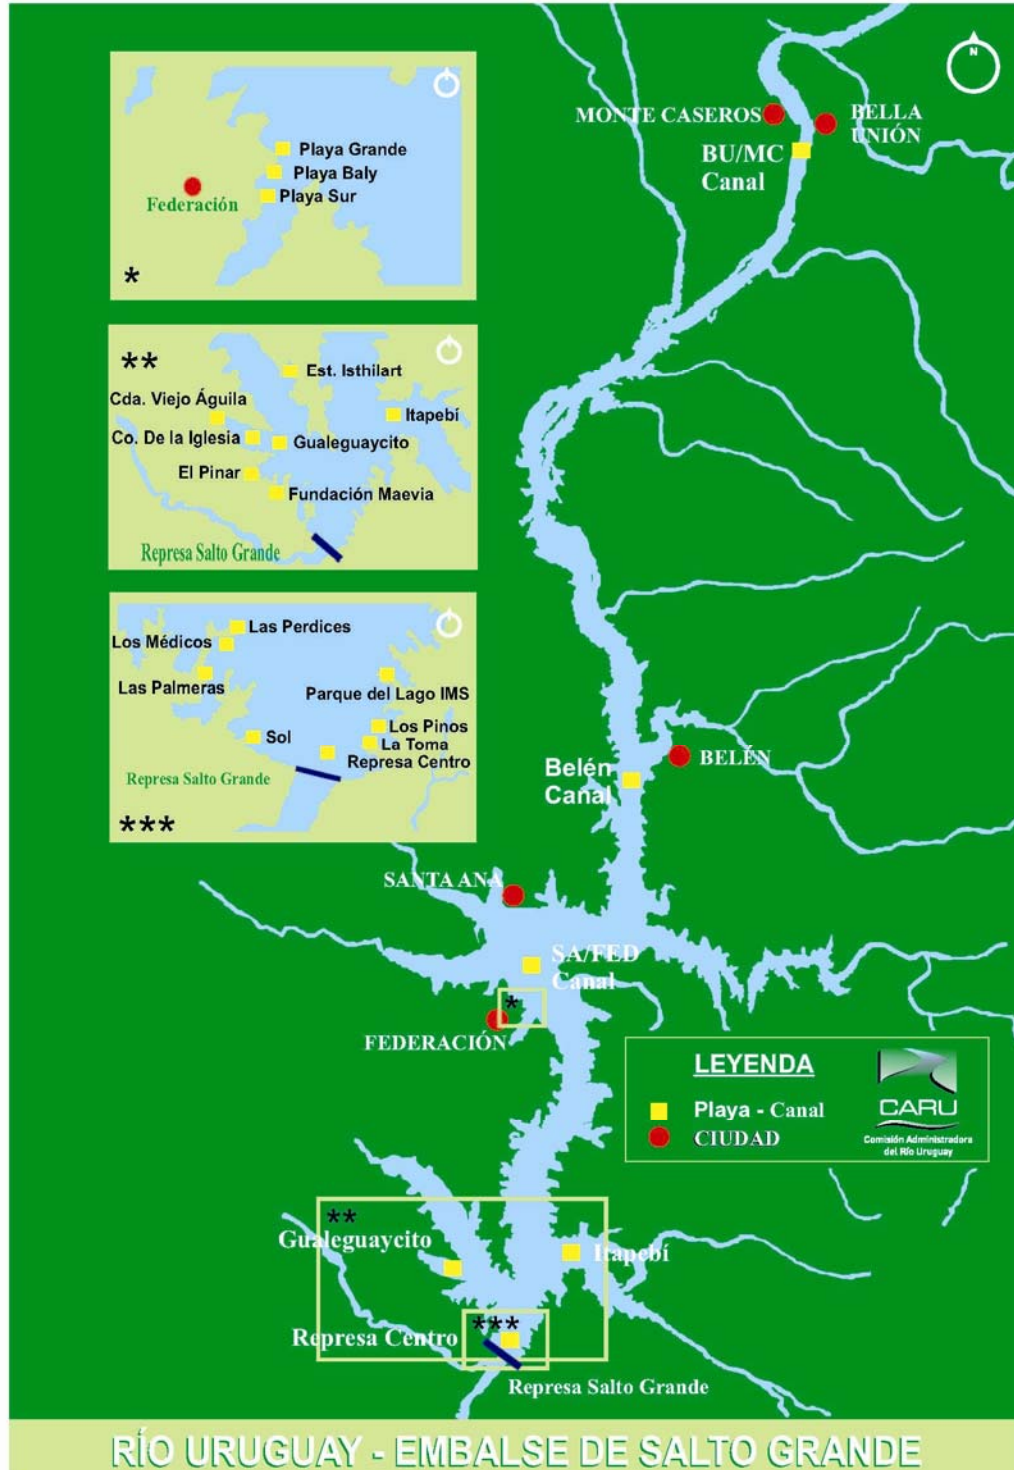 Playa Grande
Playa Baly
Playa Sur
Federación
*
**
Est. Isthilart
Cda. Viejo Águila
Itapebí
Co. De la Iglesia
Gualeguaycito
El Pinar
Fundación Maevia
Represa Salto Grande
Las Perdices
Los Médicos
Las Palmeras
Parque del Lago IMS
Los Pinos
Sol
La Toma
Represa Centro
Represa Salto Grande
***
N
MONTE CASEROS
BELLA
UNIÓN
BU/MC
Canal
BELÉN
Belén
Canal
SANTA ANA
SA/FED
Canal
*
FEDERACIÓN
LEYENDA
Playa - Canal
CIUDAD
CARU
Comisión Administradora
del Río Uruguay
**
Gualeguaycito
Itapebí
***
Represa Centro
Represa Salto Grande
RÍO URUGUAY - EMBALSE DE SALTO GRANDE